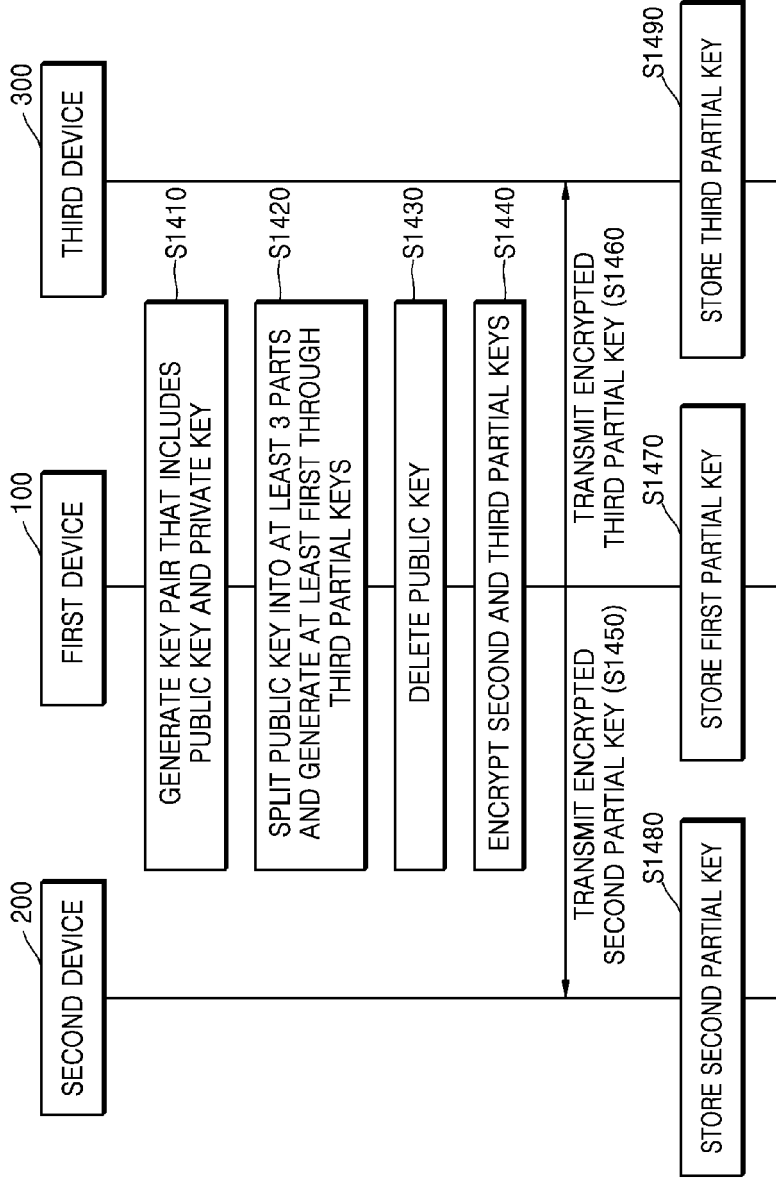 200
SECOND DEVICE
100
FIRST DEVICE
300
THIRD DEVICE
GENERATE KEY PAIR THAT INCLUDES
PUBLIC KEY AND PRIVATE KEY
S1410
SPLIT PUBLIC KEY INTO AT LEAST 3 PARTS
AND GENERATE AT LEAST FIRST THROUGH
THIRD PARTIAL KEYS
S1420
DELETE PUBLIC KEY
S1430
ENCRYPT SECOND AND THIRD PARTIAL KEYS
S1440
TRANSMIT ENCRYPTED
SECOND PARTIAL KEY (S1450)
TRANSMIT ENCRYPTED
THIRD PARTIAL KEY (S1460)
S1480
STORE SECOND PARTIAL KEY
S1470
STORE FIRST PARTIAL KEY
S1490
STORE THIRD PARTIAL KEY